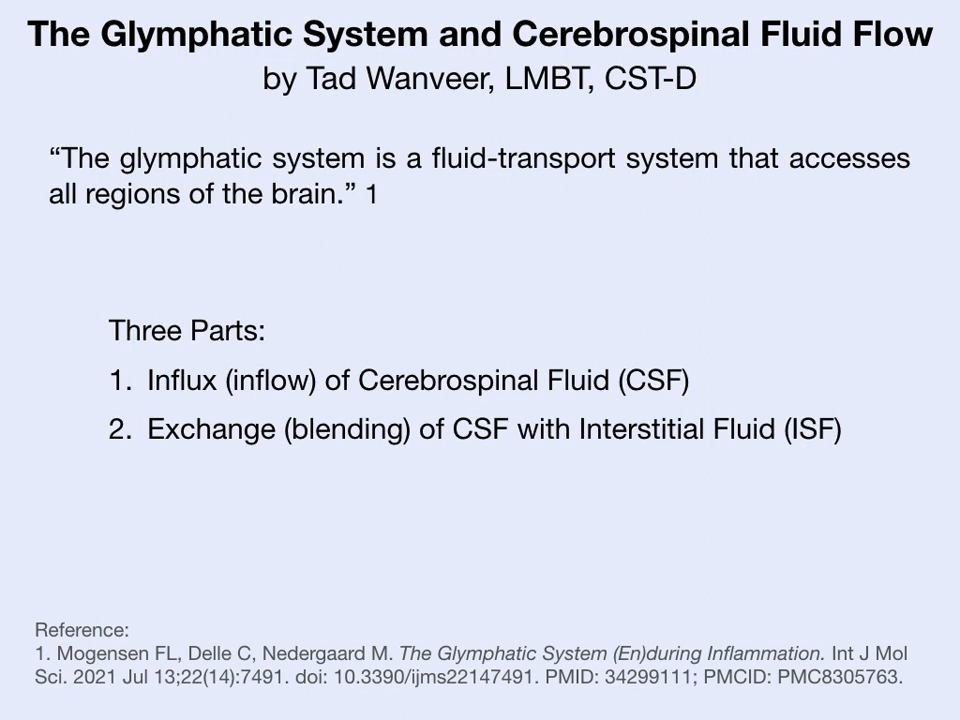 The Glymphatic System and Cerebrospinal Fluid Flow
by Tad Wanveer, LMBT, CST-D
“The glymphatic system is a fluid-transport system that accesses
all regions of the brain.” 1
Three Parts:
1. Influx (inflow) of Cerebrospinal Fluid (CSF)
2. Exchange (blending) of CSF with Interstitial Fluid (ISF)
Reference:
1. Mogensen FL, Delle C, Nedergaard M. The Glymphatic System (En)during Inflammation. Int J Mol
Sci. 2021 Jul 13;22(14):7491. doi: 10.3390/ijms22147491. PMID: 34299111; PMCID: PMC8305763.